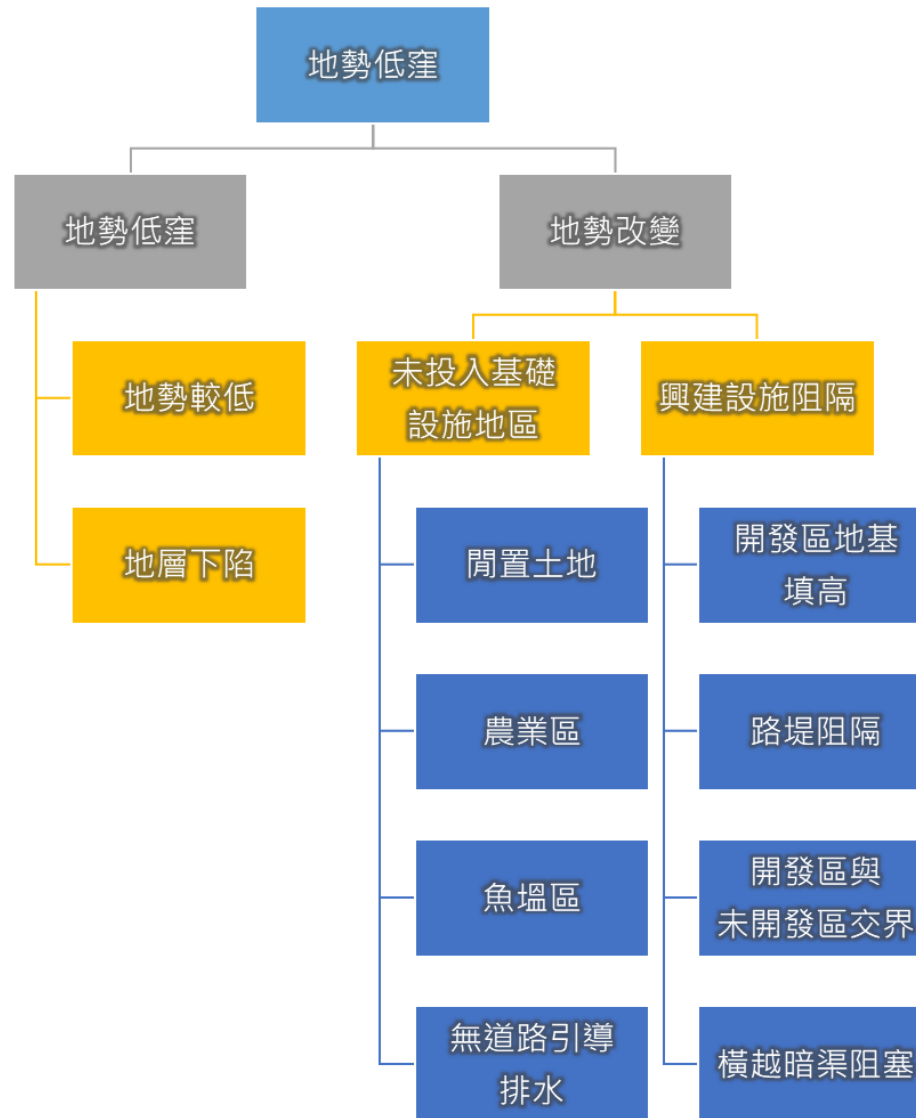 地勢低窪
地勢低窪
地勢較低
地層下陷
地勢改變
未投入基礎
設施地區
閒置土地
農業區
魚塭區
無道路引導
排水
興建設施阻隔
開發區地基
填高
路堤阻隔
開發區與
未開發區交界
橫越暗渠阻塞